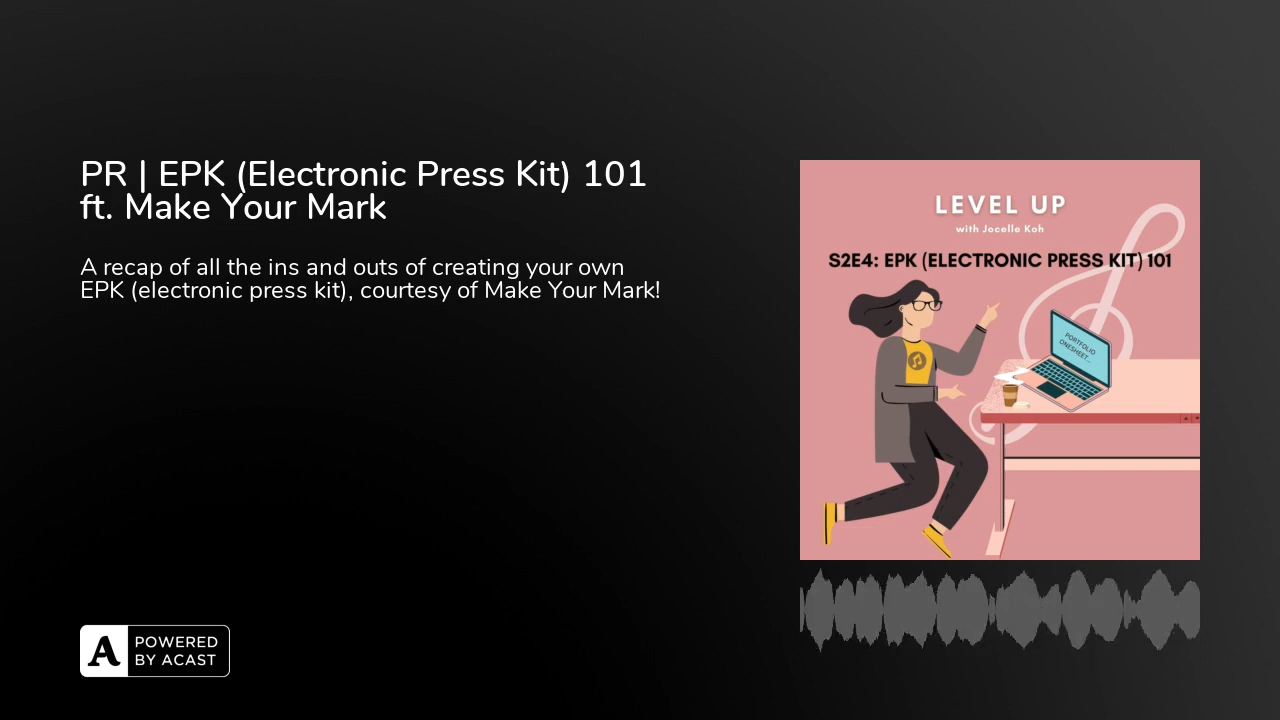 PR | EPK (Electronic Press Kit) 101
ft. Make Your Mark
A recap of all the ins and outs of creating your own
EPK (electronic press kit), courtesy of Make Your Mark!
LEVEL UP
with Jocelle Koh
S2E4: EPK (ELECTRONIC PRESS KIT) 101
PORTFOLIO
ONESHEET...
A
POWERED
BY ACAST